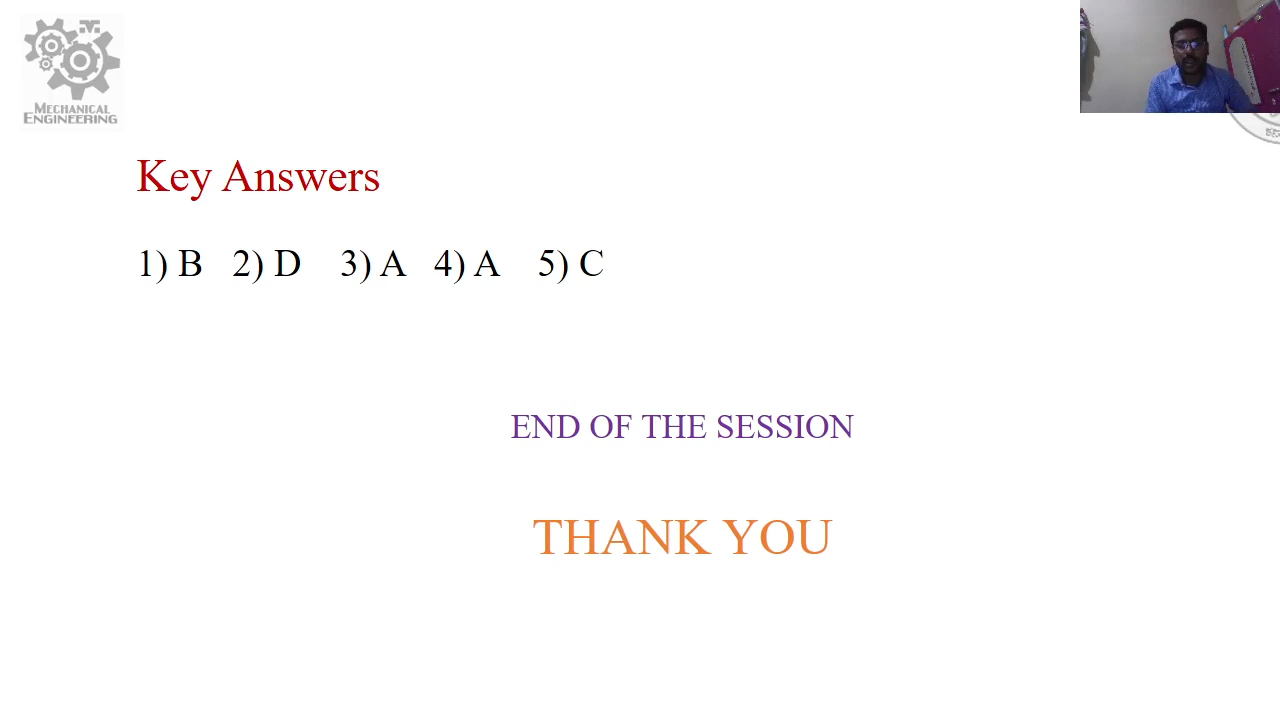 MECHANICAL
ENGINEERING
Key Answers
1) B 2) D 3) A 4) A 5) C
END OF THE SESSION
THANK YOU